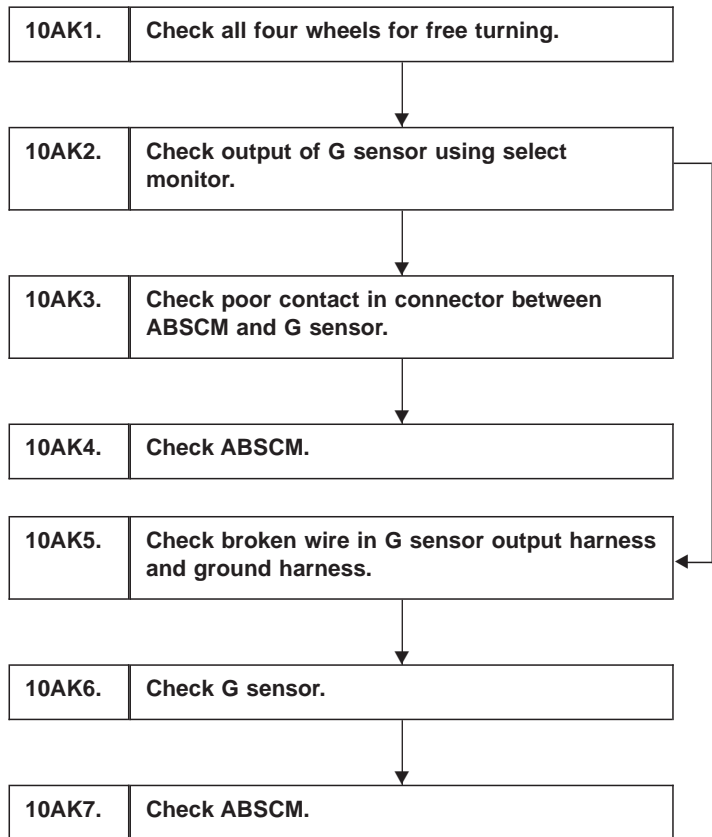 10AK1. Check all four wheels for free turning.
10AK2. Check output of G sensor using select
monitor.
10AK3. Check poor contact in connector between
ABSCM and G sensor.
10AK4. Check ABSCM.
10AK5. Check broken wire in G sensor output harness
and ground harness.
10AK6. Check G sensor.
10AK7. Check ABSCM.